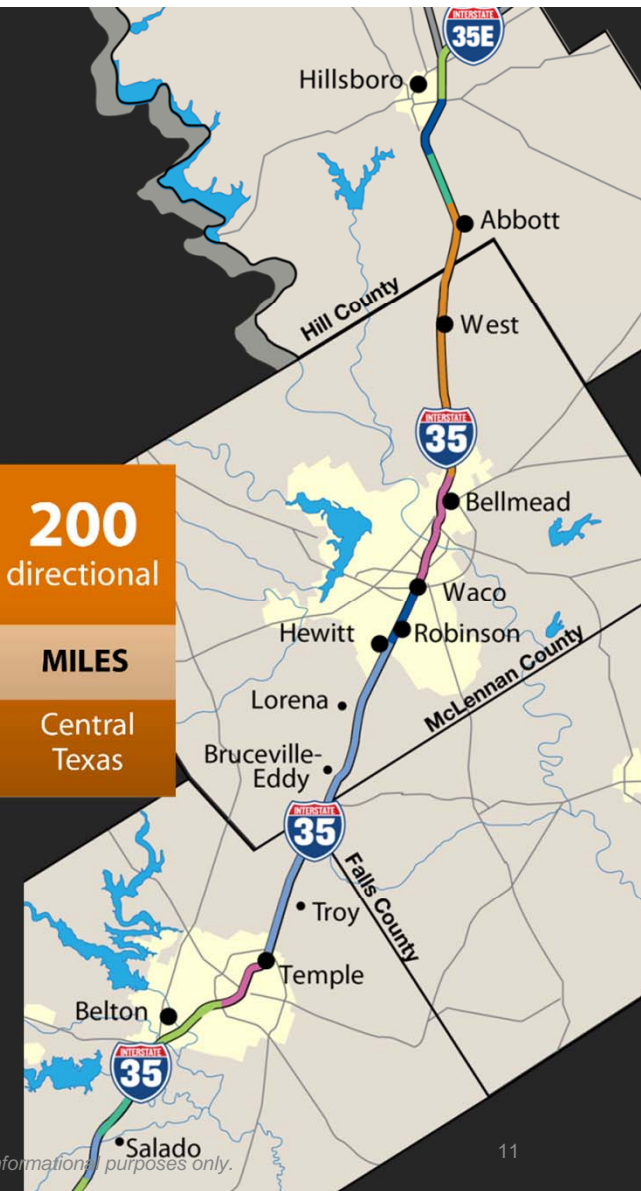 INTERSTATE
35E
Hillsboro
Abbott
Hill County
West
INTERSTATE
35
Bellmead
200
directional
MILES
Central
Texas
Waco
Hewitt
Robinson
McLennan County
Lorena
Bruceville-
Eddy
INTERSTATE
35
Falls County
Troy
Temple
Belton
INTERSTATE
35
Salado
purposes only.
11